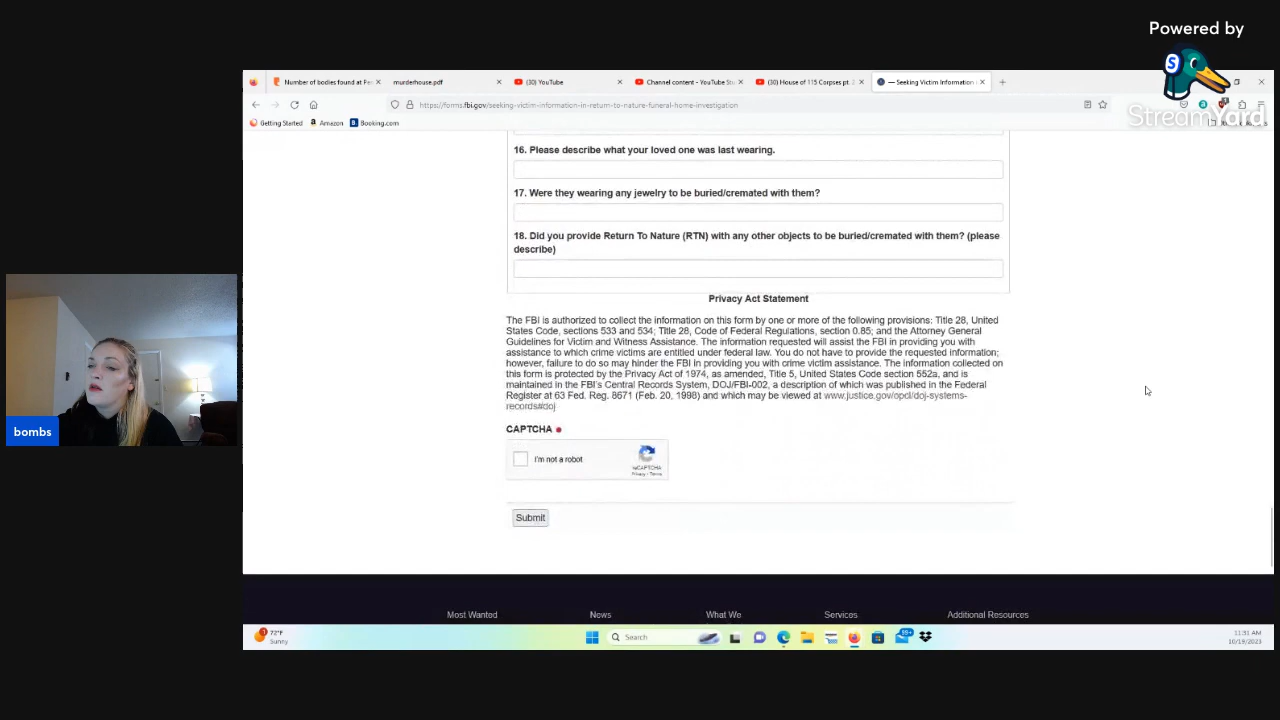 Powered by
S
StreamYard
Number of bodies found at Fre
murderhouse.pdf
(30) YouTube
Channel content - YouTube St
(30) House of 115 Corpses pt.
— Seeking Victim Information
https://forms.fbi.gov/seeking-victim-information-in-return-to-nature-funeral-home-investigation
Getting Started
Amazon
Booking.com
16. Please describe what your loved one was last wearing.
17. Were they wearing any jewelry to be buried/cremated with them?
18. Did you provide Return To Nature (RTN) with any other objects to be buried/cremated with them? (please
describe)
Privacy Act Statement
The FBI is authorized to collect the information on this form by one or more of the following provisions: Title 28, United
States Code, sections 533 and 534; Title 28, Code of Federal Regulations, section 0.85; and the Attorney General
Guidelines for Victim and Witness Assistance. The information requested will assist the FBI in providing you with
assistance to which crime victims are entitled under federal law. You do not have to provide the requested information;
however, failure to do so may hinder the FBI in providing you with crime victim assistance. The information collected on
this form is protected by the Privacy Act of 1974, as amended, Title 5, United States Code section 552a, and is
maintained in the FBI's Central Records System, DOJ/FBI-002, a description of which was published in the Federal
Register at 63 Fed. Reg. 8671 (Feb. 20, 1998) and which may be viewed at www.justice.gov/opcl/doj-systems-
records#doj
CAPTCHA
I'm not a robot
reCAPTCHA
Privacy - Terms
Submit
bombs
Most Wanted
News
What We
Services
Additional Resources
72°F
Sunny
Search
99+
11:31 AM
10/19/2023